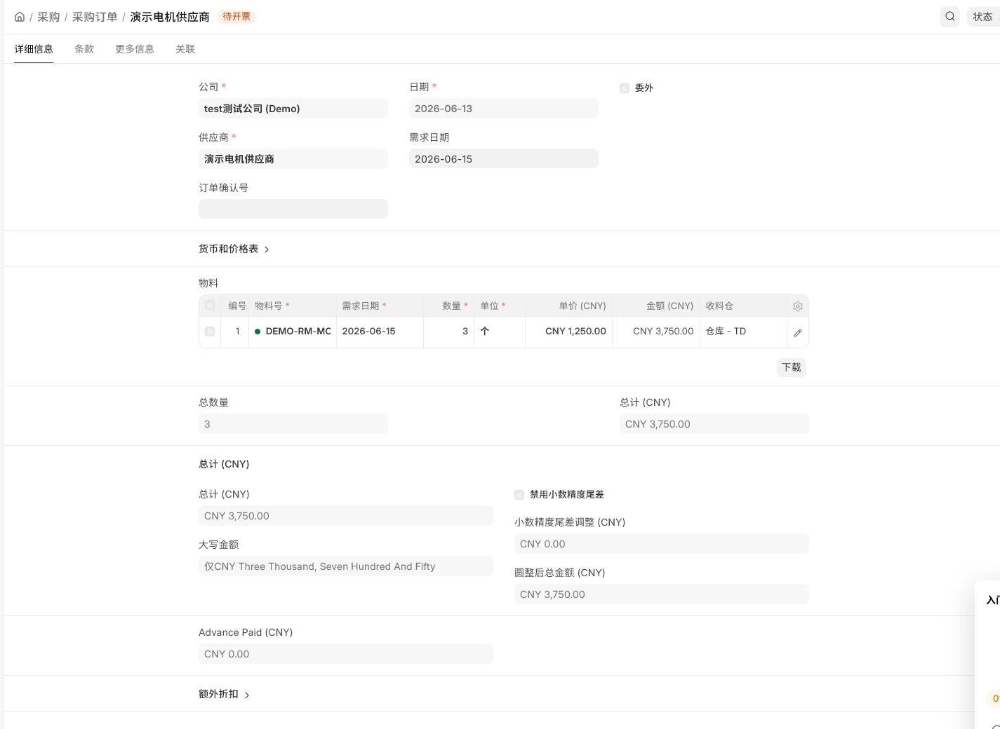 / 采购 / 采购订单 / 演示电机供应商 待开票 状态
详细信息 条款 更多信息 关联
公司 * 日期 * 委外
test测试公司 (Demo) 2026-06-13
供应商 * 需求日期
演示电机供应商 2026-06-15
订单确认号
货币和价格表
物料
编号 物料号 * 需求日期 * 数量 * 单位 * 单价 (CNY) 金额 (CNY) 收料仓
1 DEMO-RM-MC 2026-06-15 3 个 CNY 1,250.00 CNY 3,750.00 仓库 - TD
下载
总数量 总计 (CNY)
3 CNY 3,750.00
总计 (CNY)
总计 (CNY) 禁用小数精度尾差
CNY 3,750.00
小数精度尾差调整 (CNY)
CNY 0.00
大写金额
仅CNY Three Thousand, Seven Hundred And Fifty
圆整后总金额 (CNY)
CNY 3,750.00
入
Advance Paid (CNY)
CNY 0.00
额外折扣